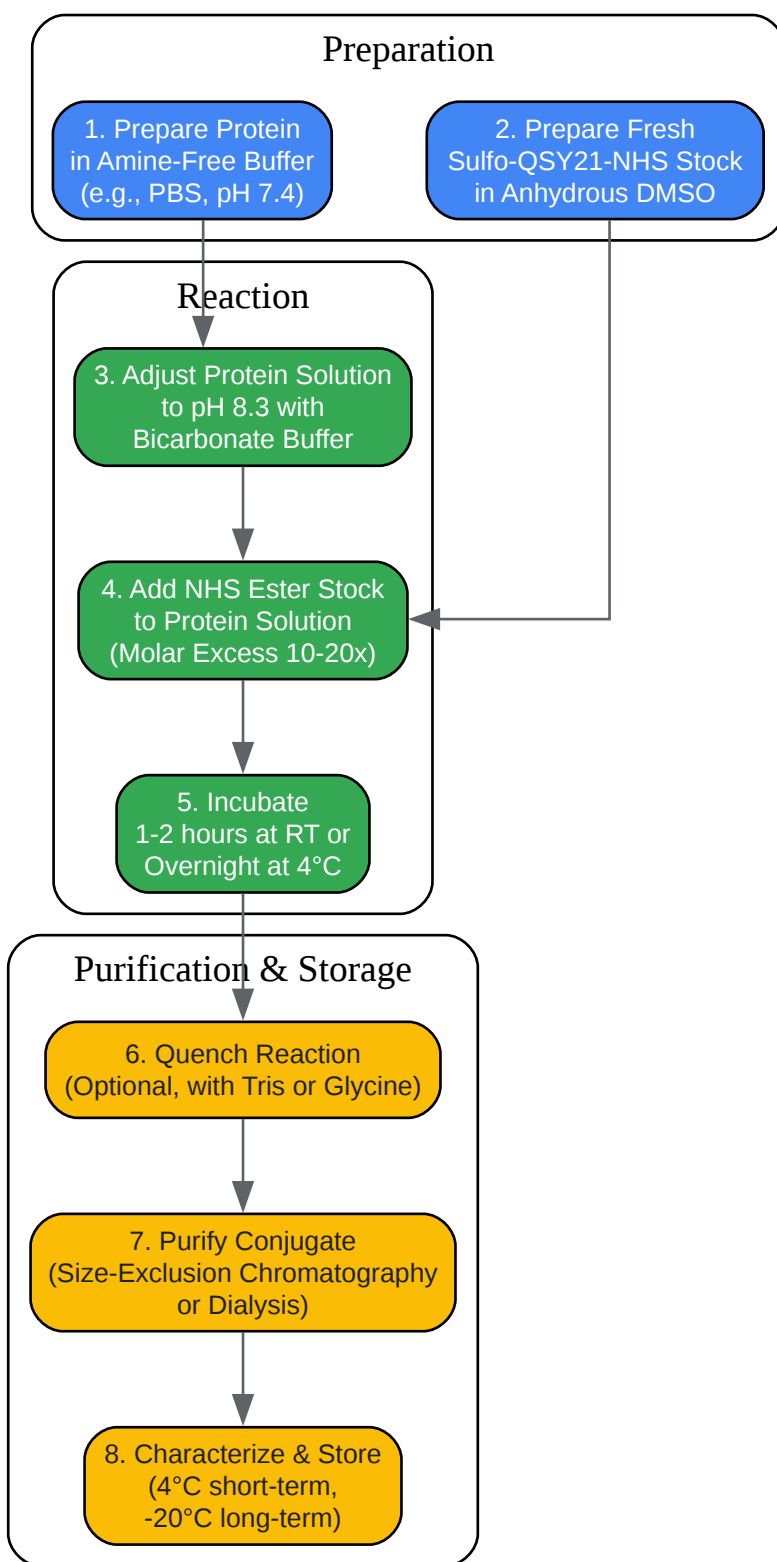 Preparation
1. Prepare Protein
in Amine-Free Buffer
(e.g., PBS, pH 7.4)
2. Prepare Fresh
Sulfo-QSY21-NHS Stock
in Anhydrous DMSO
Reaction
3. Adjust Protein Solution
to pH 8.3 with
Bicarbonate Buffer
4. Add NHS Ester Stock
to Protein Solution
(Molar Excess 10-20x)
5. Incubate
1-2 hours at RT or
Overnight at 4°C
Purification & Storage
6. Quench Reaction
(Optional, with Tris or Glycine)
7. Purify Conjugate
(Size-Exclusion Chromatography
or Dialysis)
8. Characterize & Store
(4°C short-term,
-20°C long-term)